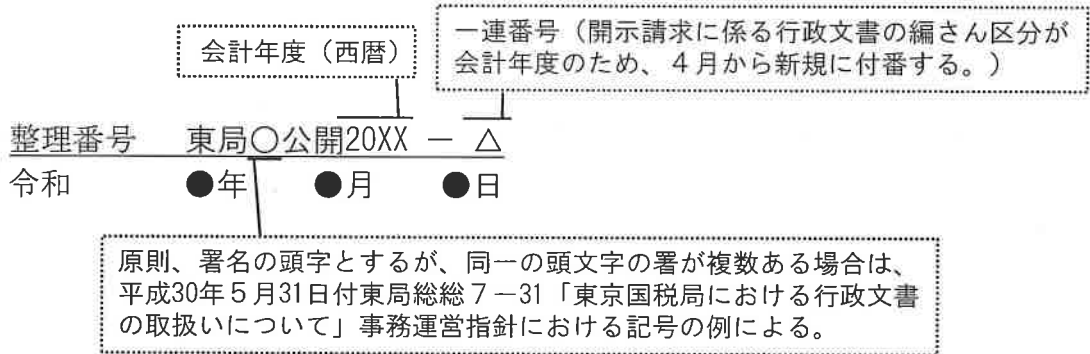 会計年度（西暦）
一連番号（開示請求に係る行政文書の編さん区分が
会計年度のため、４月から新規に付番する。）
整理番号　東局〇公開20XX － △
令和　●年　●月　●日
原則、署名の頭字とするが、同一の頭文字の署が複数ある場合は、
平成30年５月31日付東局総総７－31「東京国税局における行政文書
の取扱いについて」事務運営指針における記号の例による。